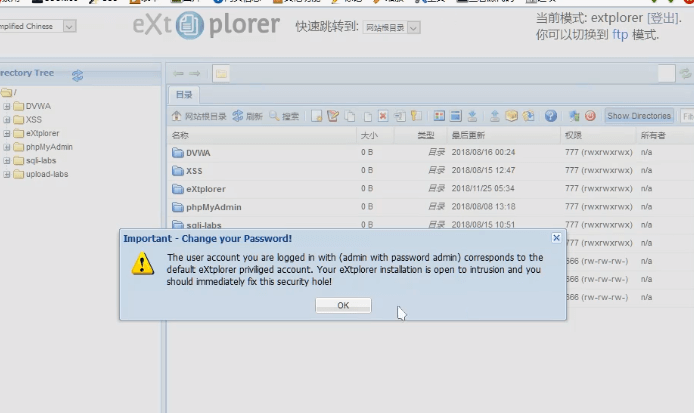 mplified Chinese
eXtplorer
快速跳转到: 网站根目录
当前模式: extplorer [登出].
你可以切换到 ftp 模式.
irectory Tree
/
DVWA
XSS
eXtplorer
phpMyAdmin
sqli-labs
upload-labs
目录
网站根目录 刷新 搜索 Show Directories
名称 大小 类型 最后更新 权限 所有者
DVWA 0 B 目录 2018/08/16 00:24 777 (rwxrwxrwx) n/a
XSS 0 B 目录 2018/08/15 12:47 777 (rwxrwxrwx) n/a
eXtplorer 0 B 目录 2018/11/25 05:34 777 (rwxrwxrwx) n/a
phpMyAdmin 0 B 目录 2018/08/08 13:18 777 (rwxrwxrwx) n/a
sqli-labs 0 B 目录 2018/08/15 10:51 777 (rwxrwxrwx) n/a
777 (rwxrwxrwx) n/a
666 (rw-rw-rw-) n/a
666 (rw-rw-rw-) n/a
Important - Change your Password!
The user account you are logged in with (admin with password admin) corresponds to the
default eXtplorer priviliged account. Your eXtplorer installation is open to intrusion and you
should immediately fix this security hole!
OK